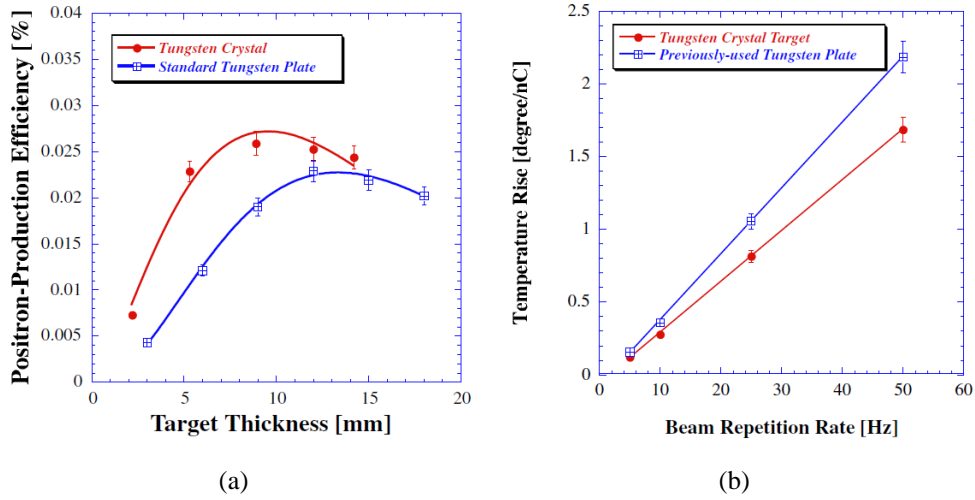 Positron-Production Efficiency [%]
0.04
0.035
0.03
0.025
0.02
0.015
0.01
0.005
0
Tungsten Crystal
Standard Tungsten Plate
0 5 10 15 20
Target Thickness [mm]
(a)
Temperature Rise [degree/nC]
2.5
2
1.5
1
0.5
0
Tungsten Crystal Target
Previously-used Tungsten Plate
0 10 20 30 40 50 60
Beam Repetition Rate [Hz]
(b)